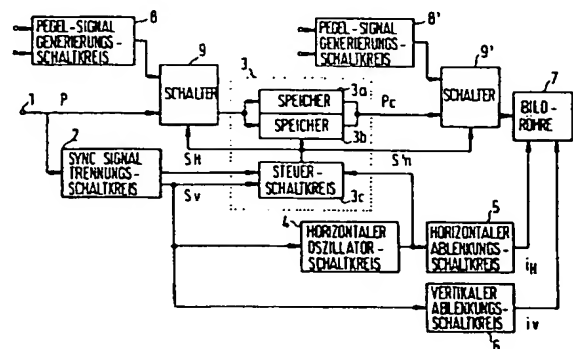 8
PEGEL-SIGNAL
GENERIERUNGS-
SCHALTKREIS
9
SCHALTER
1
P
2
SYNC SIGNAL
TRENNUNGS-
SCHALTKREIS
SH
Sv
3
3a
SPEICHER
SPEICHER
3b
STEUER-
SCHALTKREIS
3c
Pc
S'H
8'
PEGEL-SIGNAL
GENERIERUNGS-
SCHALTKREIS
9'
SCHALTER
7
BILD-
RÖHRE
4
HORIZONTALER
OSZILLATOR-
SCHALTKREIS
5
HORIZONTALER
ABLENKUNGS-
SCHALTKREIS
iH
VERTIKALER
ABLENKUNGS-
SCHALTKREIS
6
iv